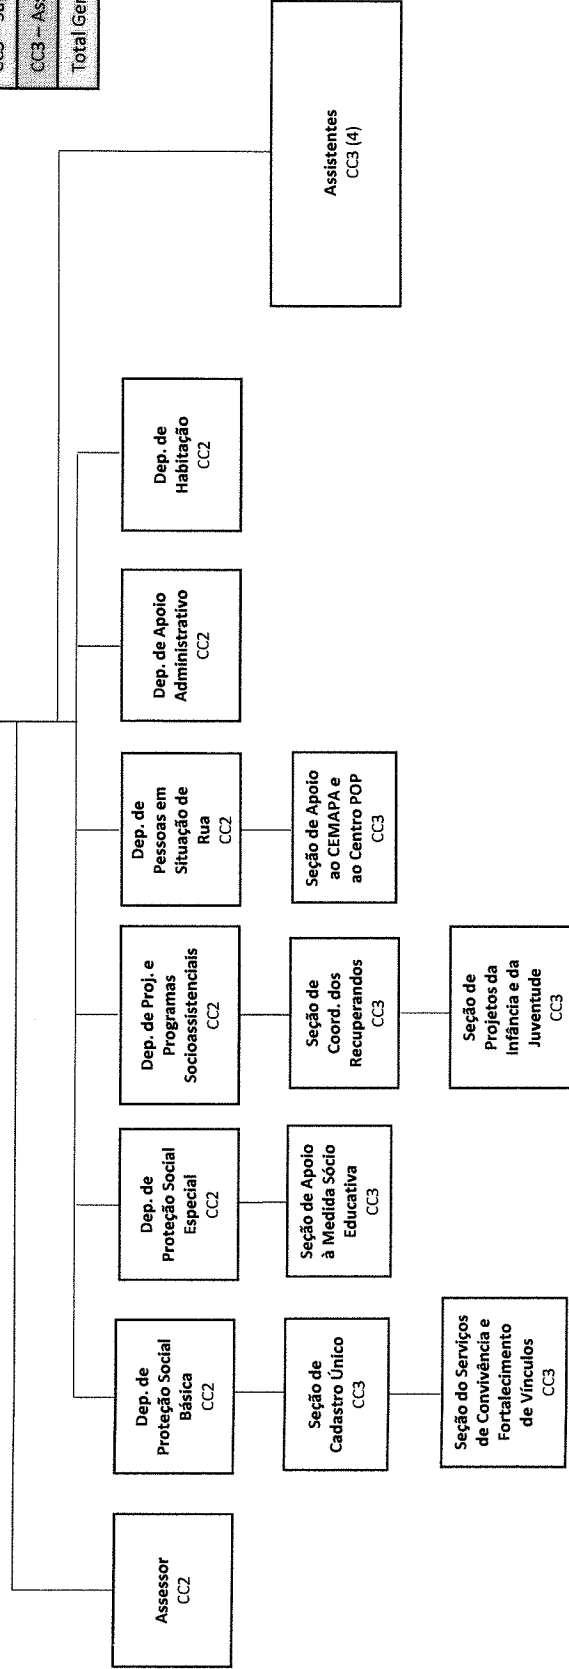 CC3 – Ass
Total Ger
Assessor
CC2
Dep. de
Proteção Social
Básica
CC2
Dep. de
Proteção Social
Especial
CC2
Dep. de Proj. e
Programas
Socioassistenciais
CC2
Dep. de
Pessoas em
Situação de
Rua
CC2
Dep. de Apoio
Administrativo
CC2
Dep. de
Habitação
CC2
Assistentes
CC3 (4)
Seção de
Cadastro Único
CC3
Seção de Apoio
à Medida Sócio
Educativa
CC3
Seção de
Coord. dos
Recuperandos
CC3
Seção de Apoio
ao CEMAPA e
ao Centro POP
CC3
Seção do Serviços
de Convivência e
Fortalecimento
de Vínculos
CC3
Seção de
Projetos da
Infância e da
Juventude
CC3